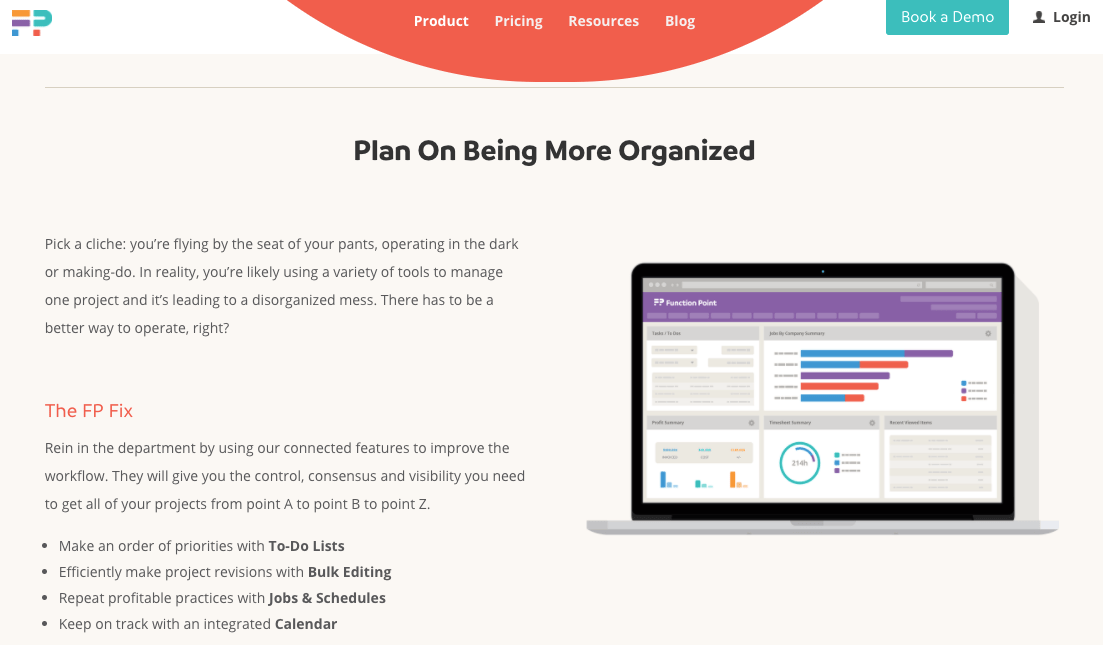 FP
Product Pricing Resources Blog
Book a Demo
Login
Plan On Being More Organized
Pick a cliche: you’re flying by the seat of your pants, operating in the dark
or making-do. In reality, you’re likely using a variety of tools to manage
one project and it’s leading to a disorganized mess. There has to be a
better way to operate, right?
The FP Fix
Rein in the department by using our connected features to improve the
workflow. They will give you the control, consensus and visibility you need
to get all of your projects from point A to point B to point Z.
Make an order of priorities with To-Do Lists
Efficiently make project revisions with Bulk Editing
Repeat profitable practices with Jobs & Schedules
Keep on track with an integrated Calendar
FP Function Point
Tasks / To Dos
Jobs By Company Summary
Profit Summary
Timesheet Summary
Recent Viewed Items
214h